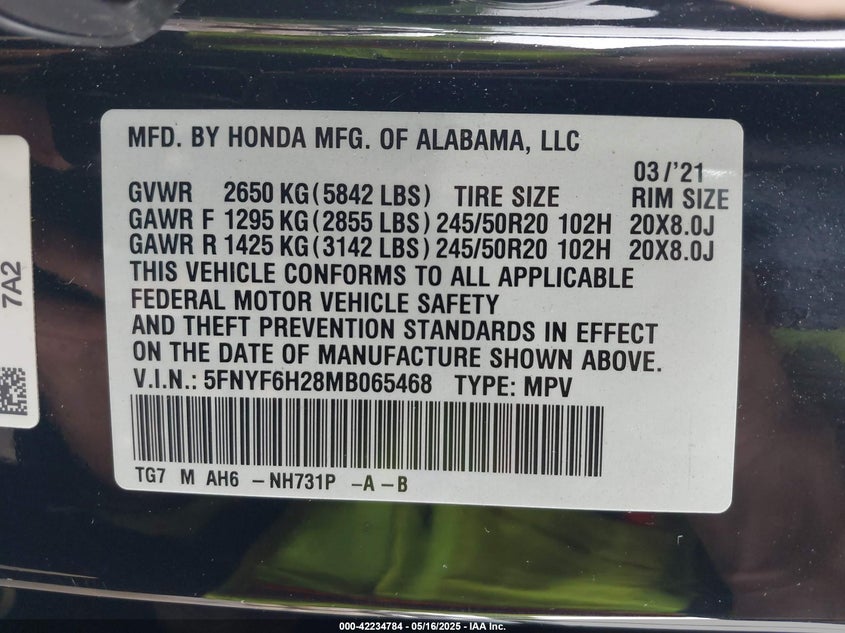 MFD. BY HONDA MFG. OF ALABAMA, LLC
03/'21
GVWR 2650 KG (5842 LBS) TIRE SIZE RIM SIZE
GAWR F 1295 KG (2855 LBS) 245/50R20 102H 20X8.0J
GAWR R 1425 KG (3142 LBS) 245/50R20 102H 20X8.0J
THIS VEHICLE CONFORMS TO ALL APPLICABLE
FEDERAL MOTOR VEHICLE SAFETY
AND THEFT PREVENTION STANDARDS IN EFFECT
ON THE DATE OF MANUFACTURE SHOWN ABOVE.
V.I.N.: 5FNYF6H28MB065468 TYPE: MPV
TG7 M AH6 -NH731P -A -B
7A2
000-42234784 - 05/16/2025 - IAA Inc.